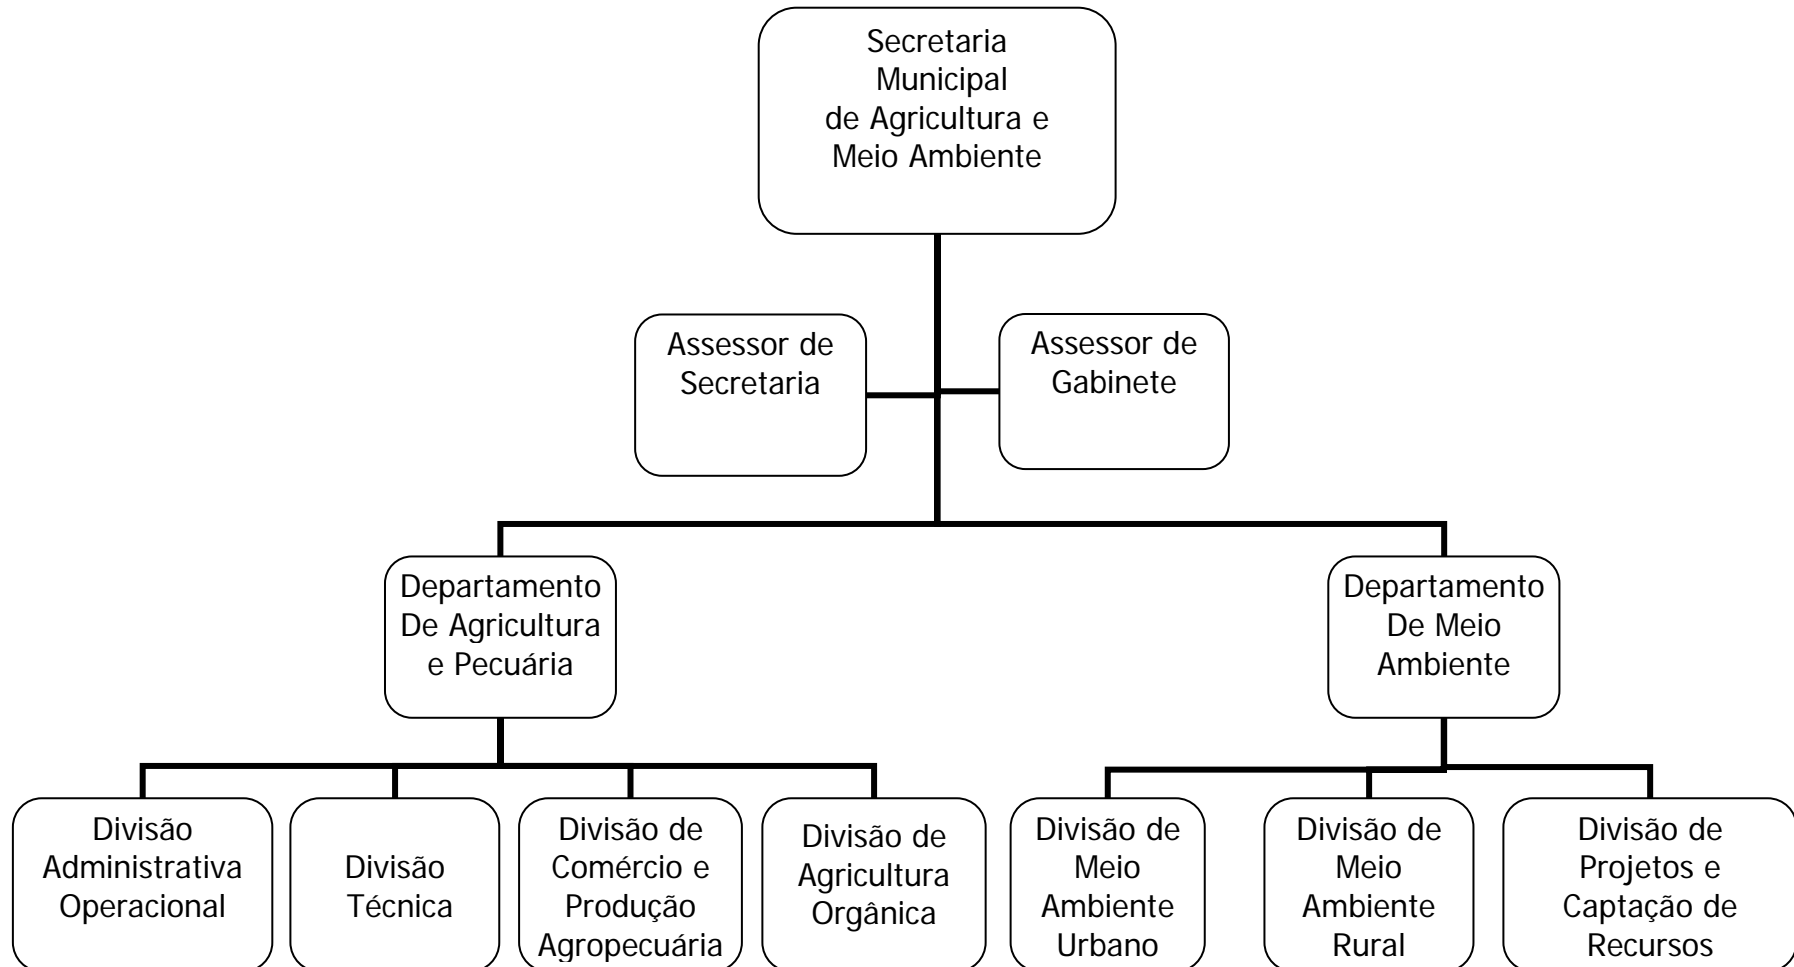 Secretaria
Municipal
de Agricultura e
Meio Ambiente
Assessor de
Secretaria
Assessor de
Gabinete
Departamento
De Agricultura
e Pecuária
Departamento
De Meio
Ambiente
Divisão
Administrativa
Operacional
Divisão
Técnica
Divisão de
Comércio e
Produção
Agropecuária
Divisão de
Agricultura
Orgânica
Divisão de
Meio
Ambiente
Urbano
Divisão de
Meio
Ambiente
Rural
Divisão de
Projetos e
Captação de
Recursos